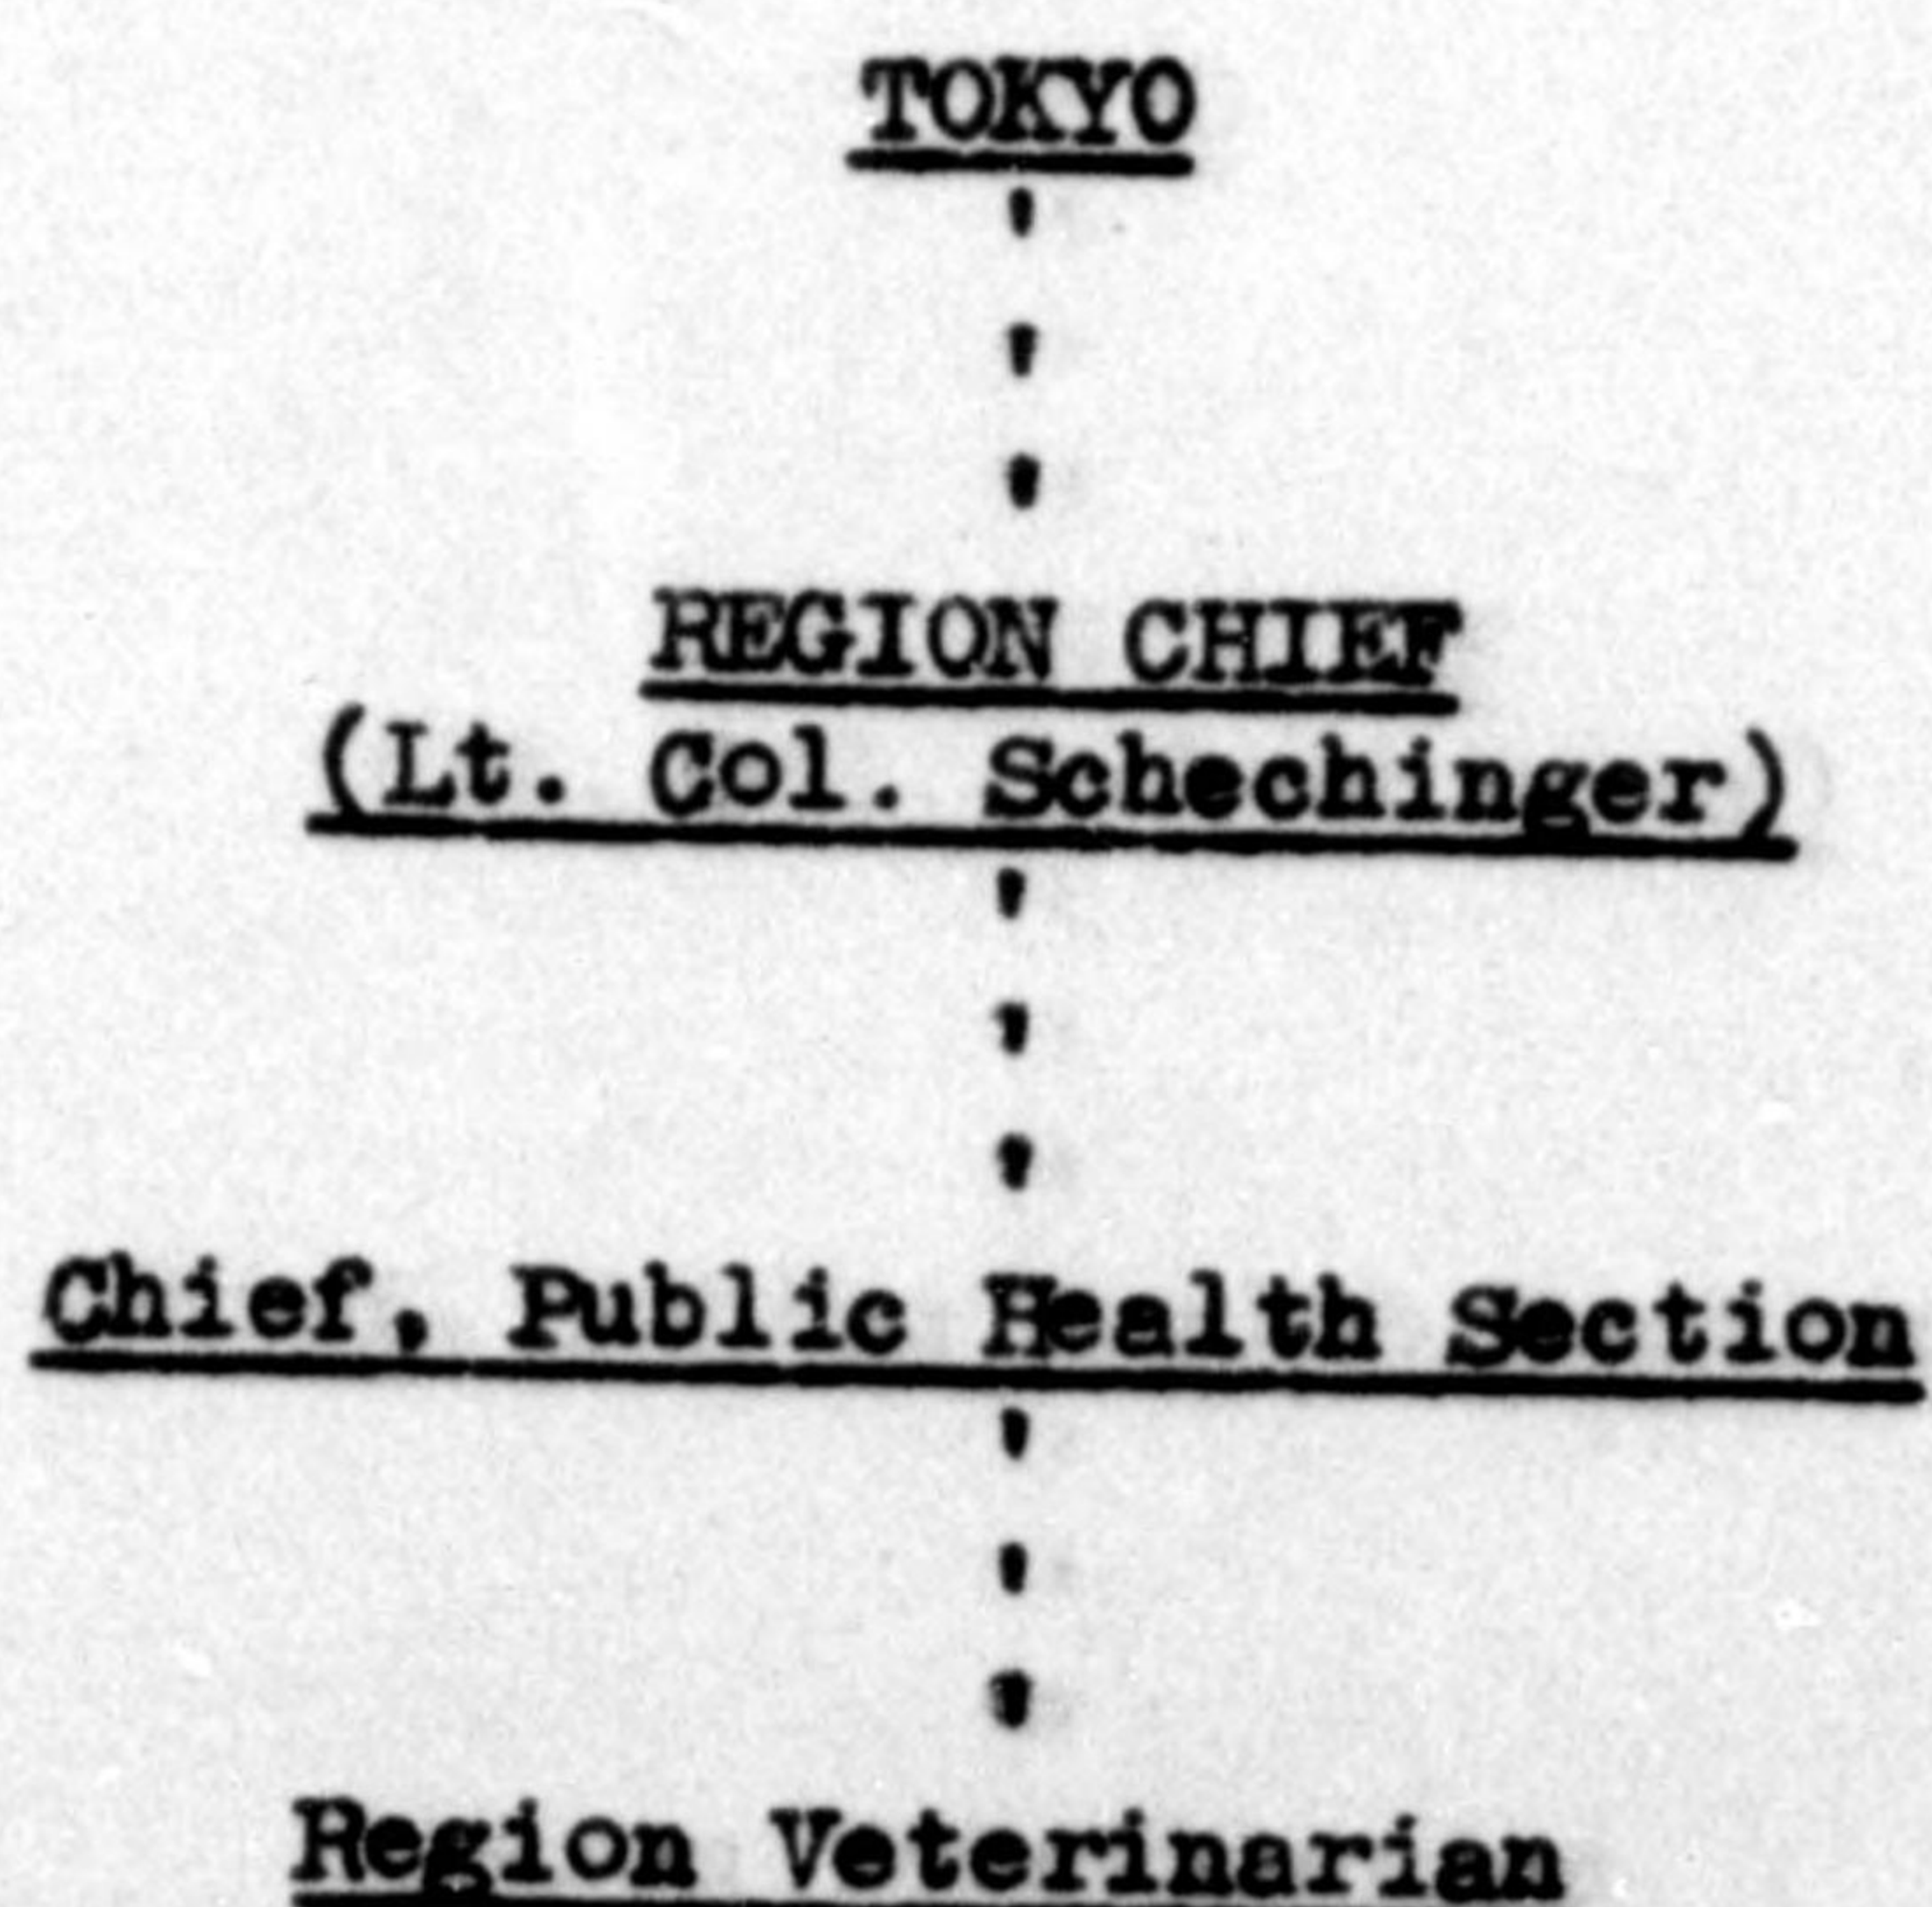 TOKYO
REGION CHIEF
(Lt. Col. Schechinger)
Chief, Public Health Section
Region Veterinarian